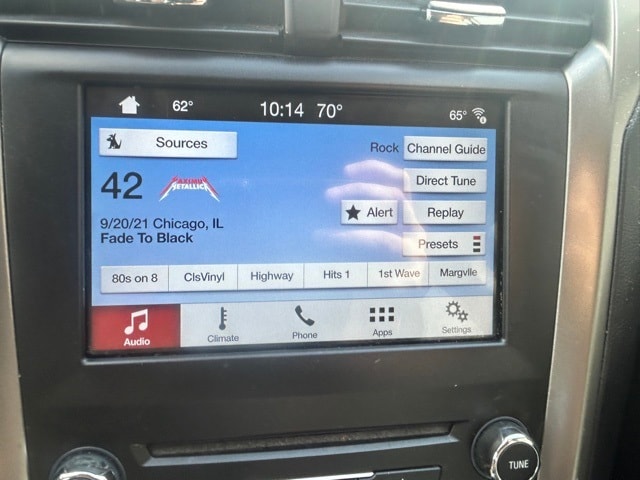 62° 10:14 70° 65°
Sources
Rock Channel Guide
42 MAXIMUM METALLICA
Direct Tune
Alert Replay
9/20/21 Chicago, IL
Fade To Black
Presets
80s on 8 ClsVinyl Highway Hits 1 1st Wave Margvlle
Audio Climate Phone Apps Settings
TUNE